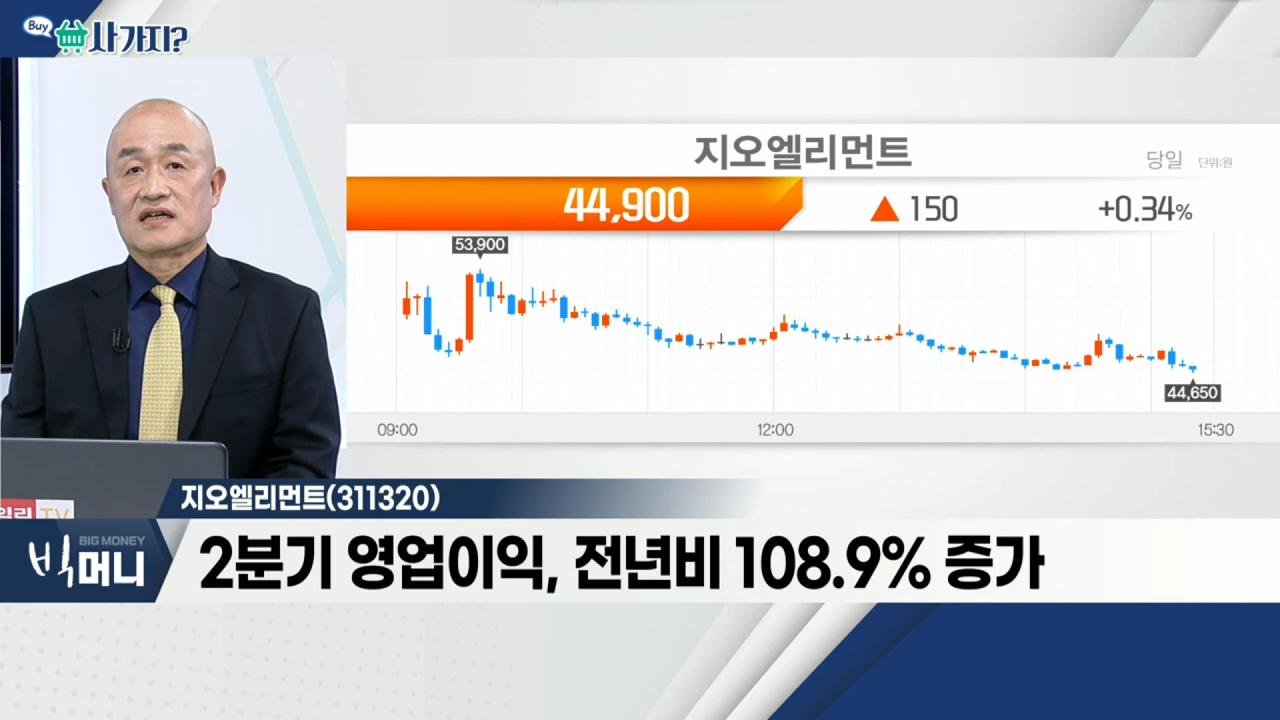 Buy 사 가지?
지오엘리먼트
당일 단위:원
44,900 ▲ 150 +0.34%
53,900
44,650
09:00 12:00 15:30
지오엘리먼트(311320)
TV
BIG MONEY
빅머니
2분기 영업이익, 전년비 108.9% 증가